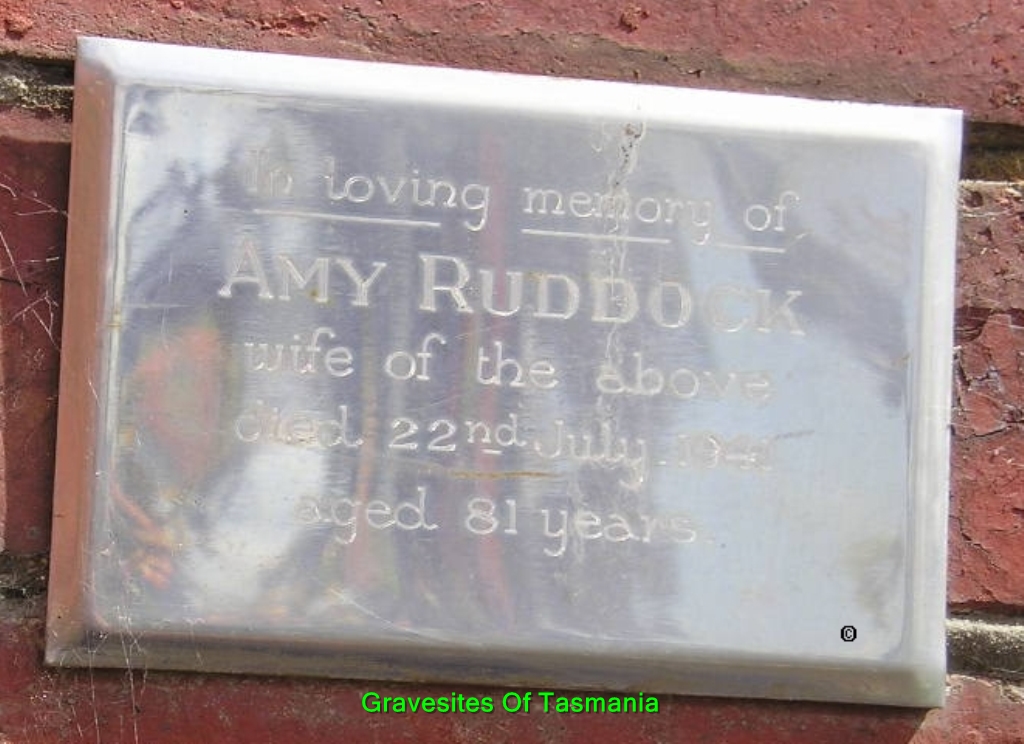 In loving memory of
AMY RUDDOCK
wife of the above
died 22nd July 1941
aged 81 years.
©
Gravesites Of Tasmania